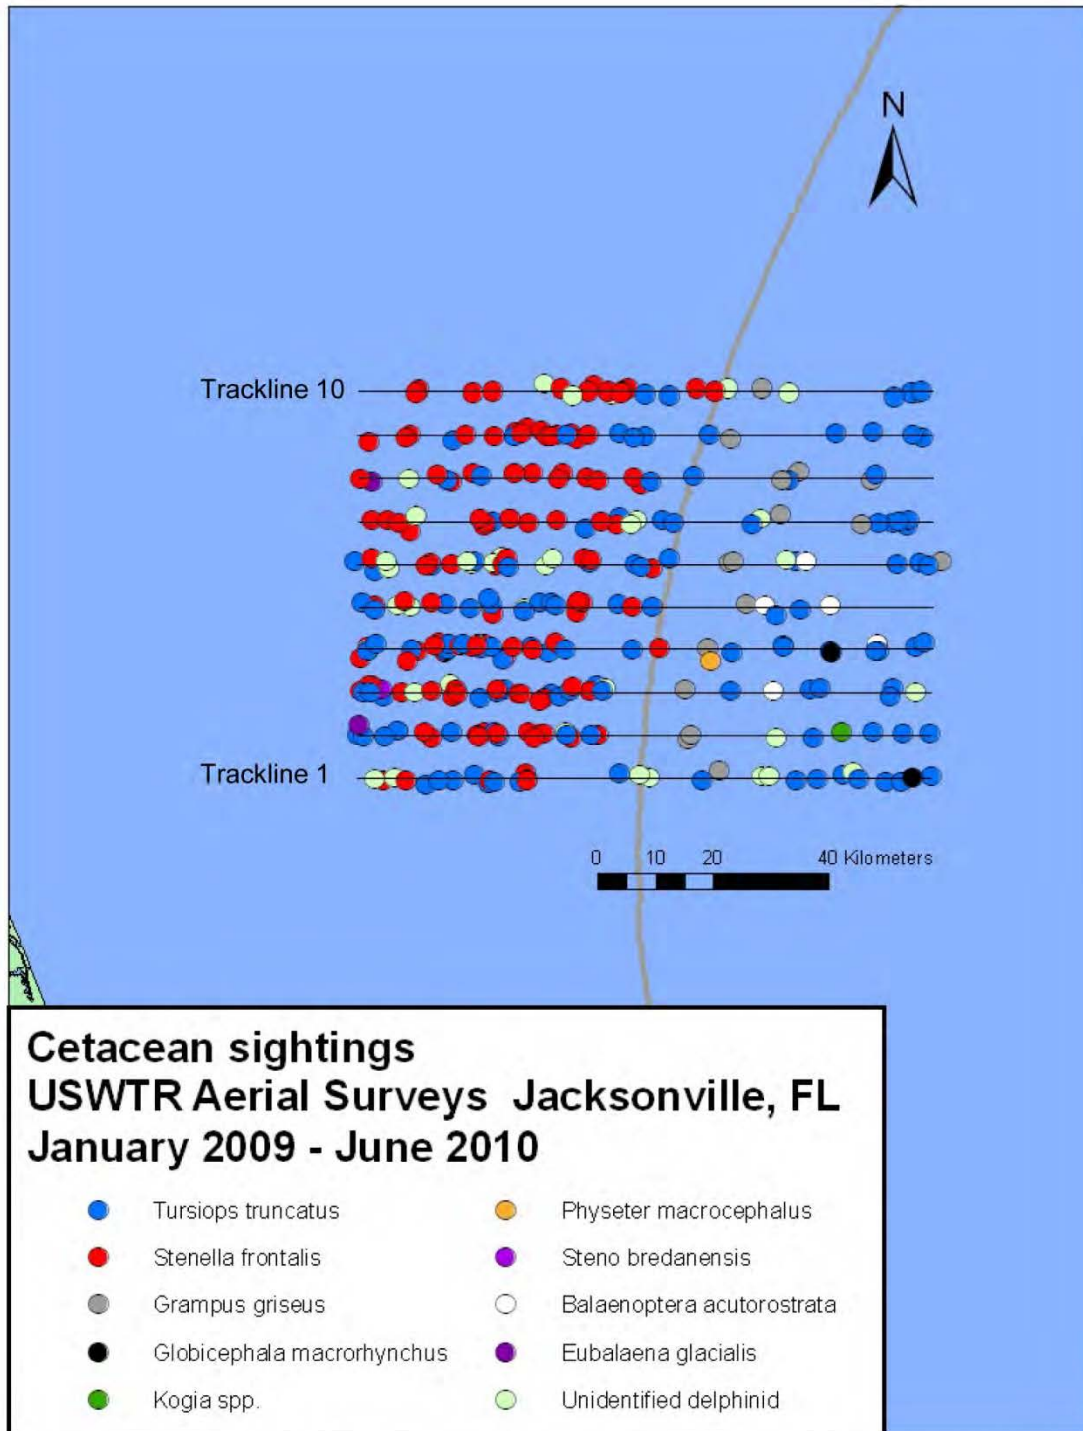 N
Trackline 10
Trackline 1
0 10 20 40 Kilometers
Cetacean sightings
USWTR Aerial Surveys Jacksonville, FL
January 2009 - June 2010
Tursiops truncatus
Physeter macrocephalus
Stenella frontalis
Steno bredanensis
Grampus griseus
Balaenoptera acutorostrata
Globicephala macrorhynchus
Eubalaena glacialis
Kogia spp.
Unidentified delphinid